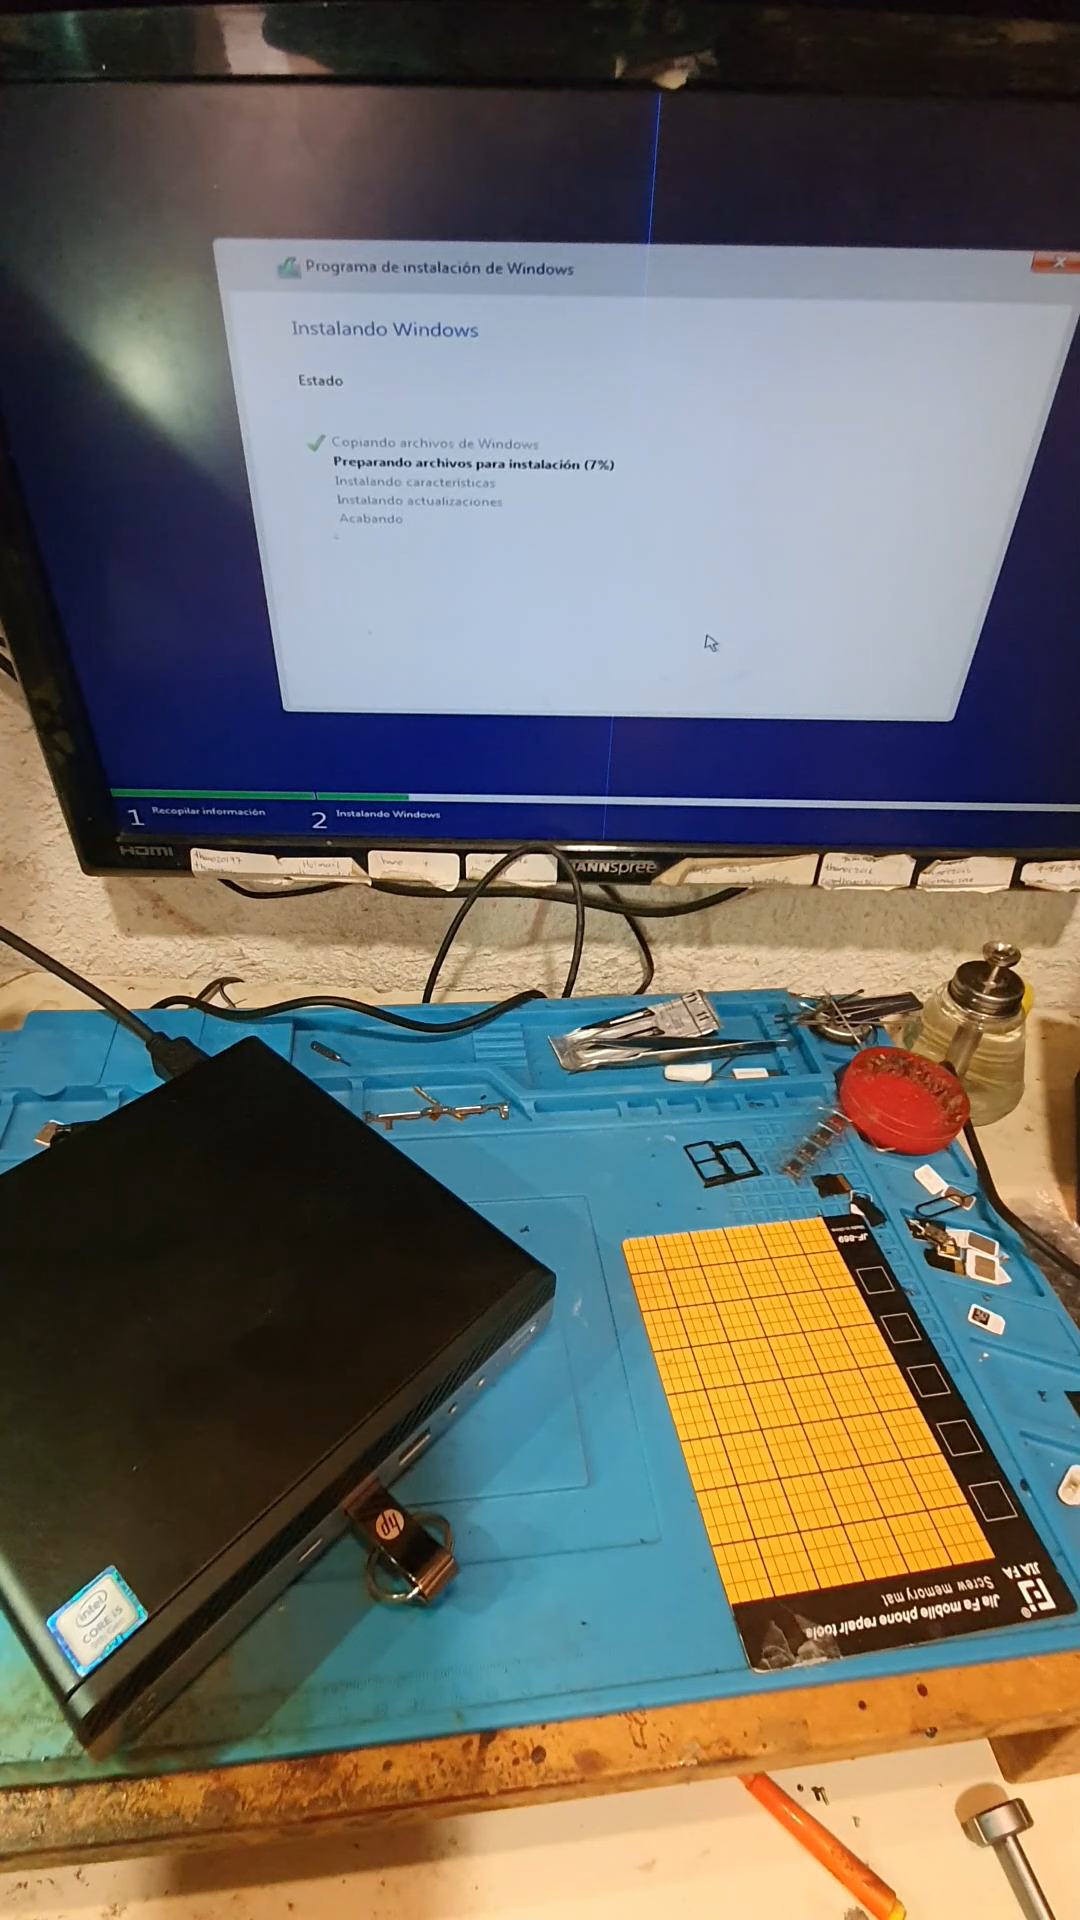 Programa de instalación de Windows
Instalando Windows
Estado
Copiando archivos de Windows
Preparando archivos para instalación (7%)
Instalando características
Instalando actualizaciones
Acabando
1 Recopilar información
2 Instalando Windows
HDMI
HANNspree
JF-869
hp
intel
CORE i5
JIA FA
Screw memory mat
Jia Fa mobile phone repair tools